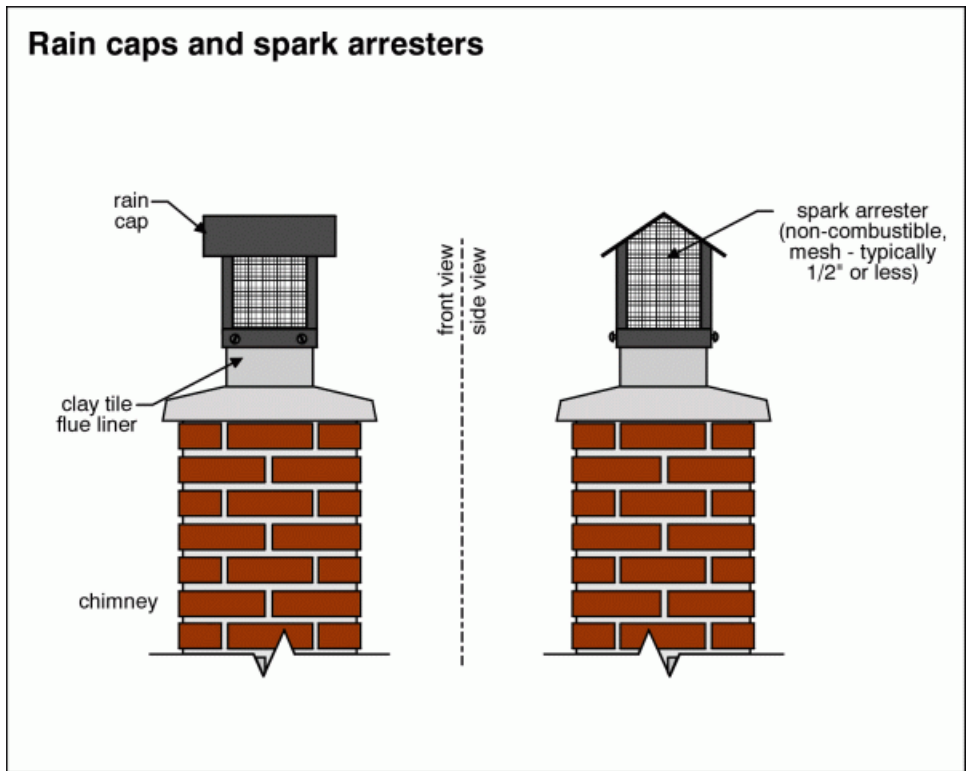 Rain caps and spark arresters
rain
cap
clay tile
flue liner
chimney
front view
side view
spark arrester
(non-combustible,
mesh - typically
1/2" or less)